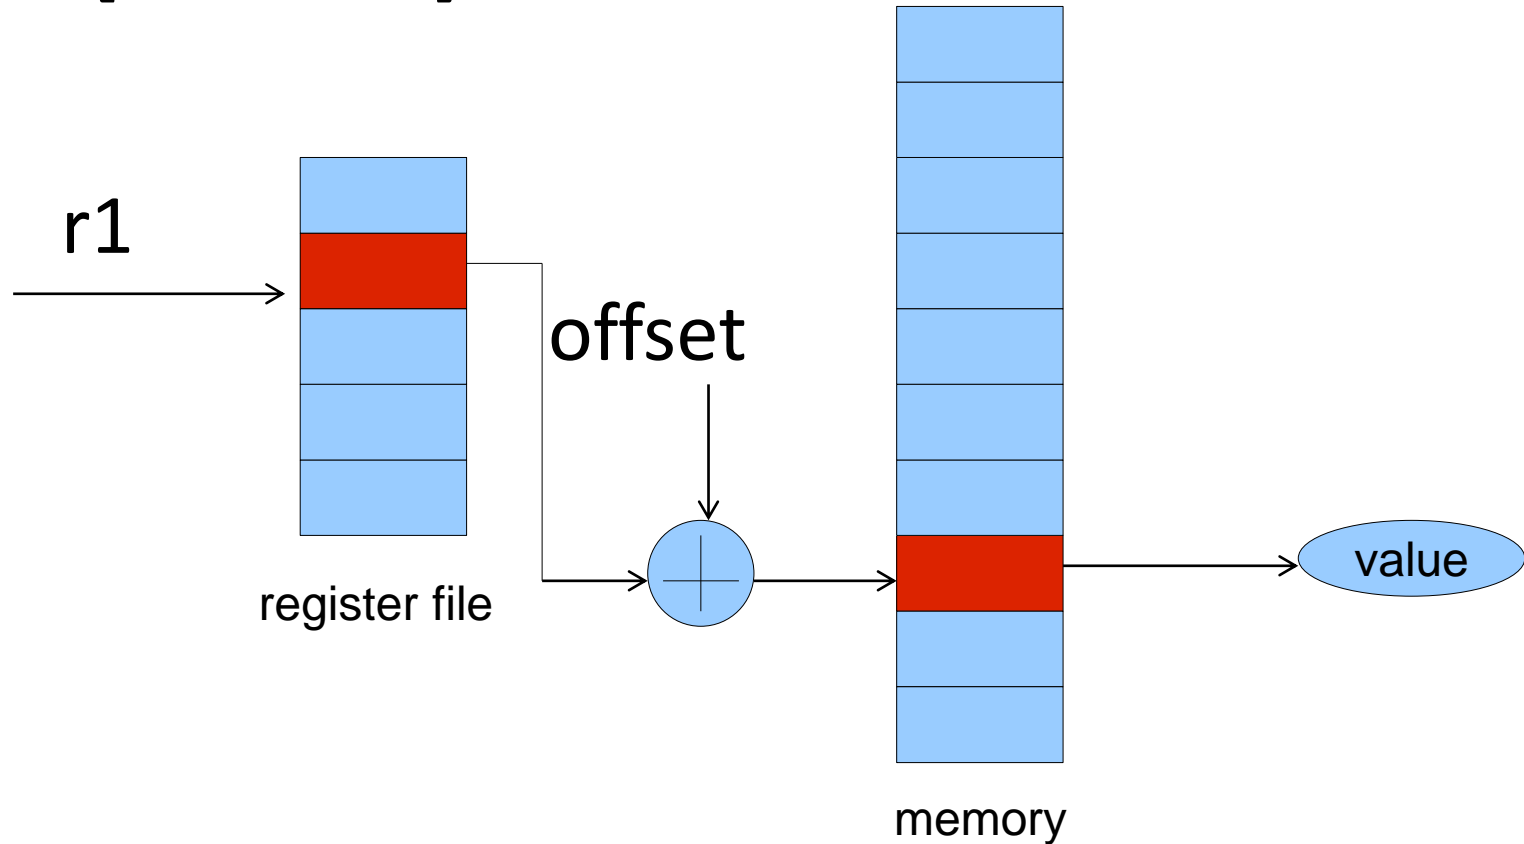 r1
offset
register file
value
memory